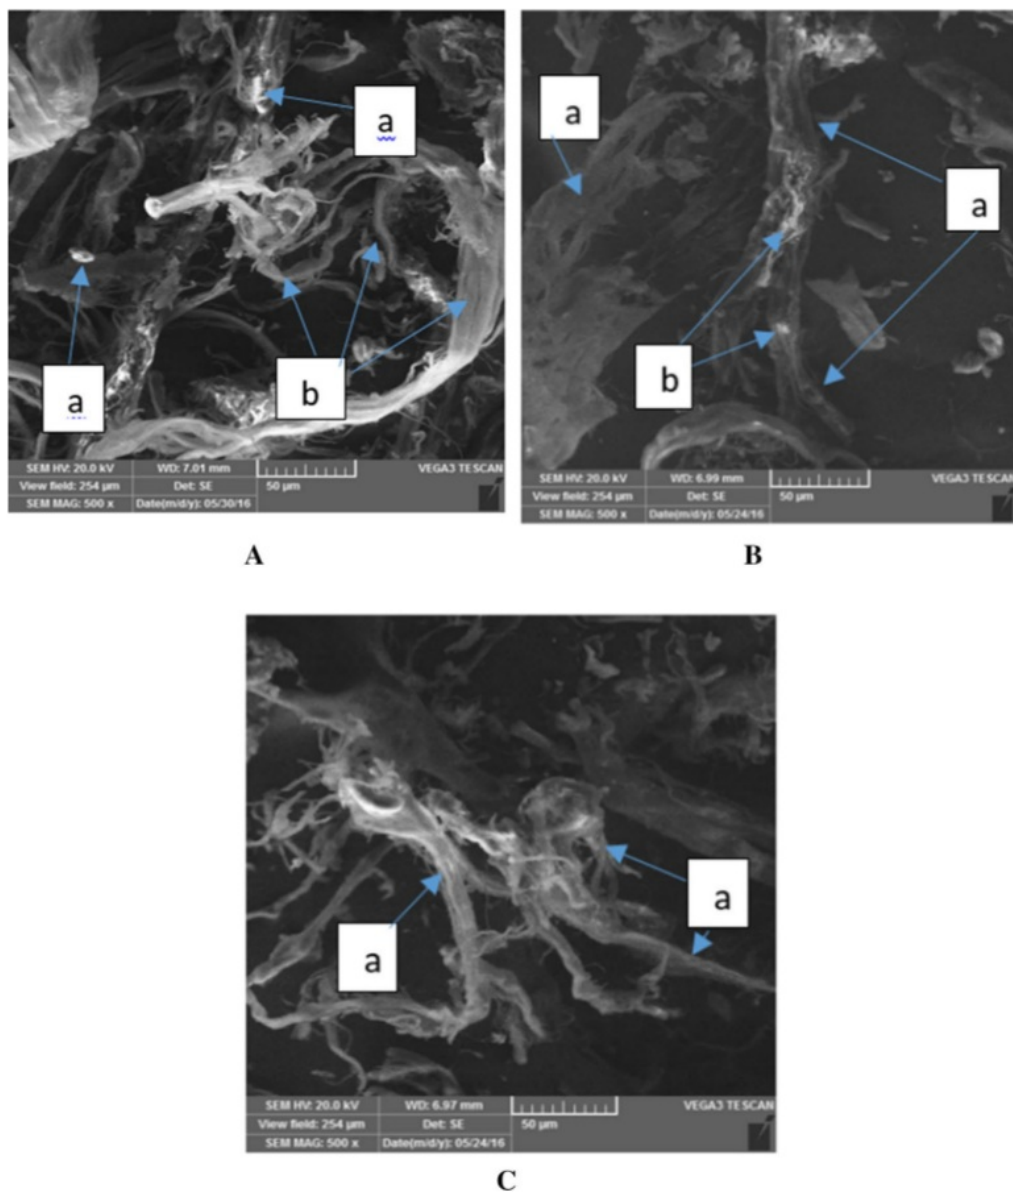 a
a
b
SEM HV: 20.0 kV WD: 7.01 mm VEGA3 TESCAN
View field: 254 µm Det: SE 50 µm
SEM MAG: 500 x Date(m/d/y): 05/30/16
A
a
a
b
SEM HV: 20.0 kV WD: 6.99 mm VEGA3 TESCAN
View field: 254 µm Det: SE 50 µm
SEM MAG: 500 x Date(m/d/y): 05/24/16
B
a
a
SEM HV: 20.0 kV WD: 6.97 mm VEGA3 TESCAN
View field: 254 µm Det: SE 50 µm
SEM MAG: 500 x Date(m/d/y): 05/24/16
C